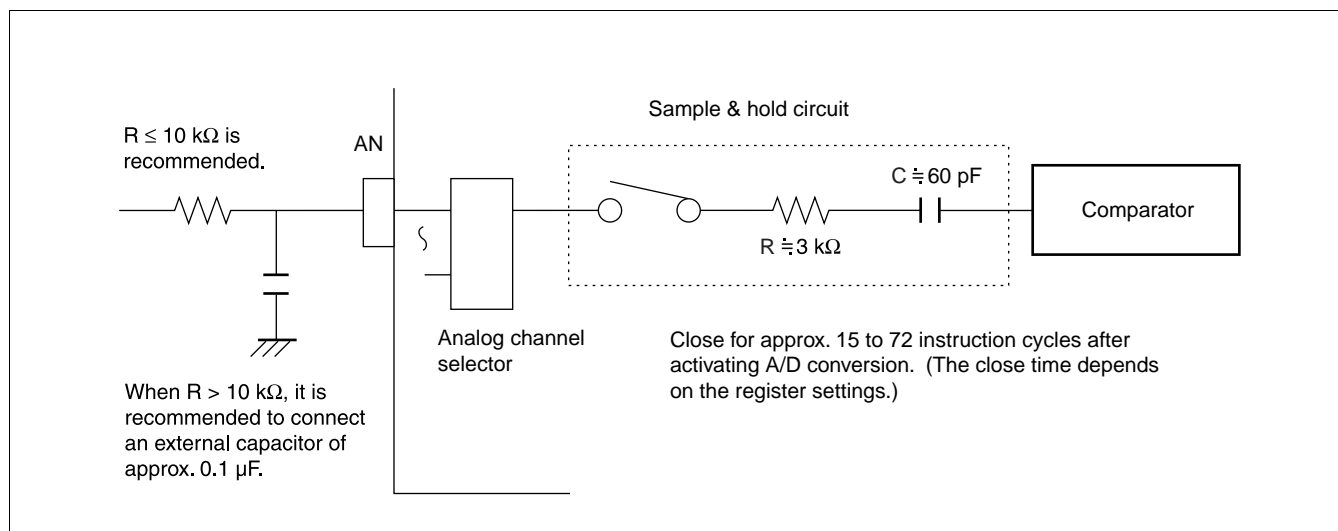 Sample & hold circuit
R ≤ 10 kΩ is
recommended.
AN
C ≒ 60 pF
Comparator
R ≒ 3 kΩ
Analog channel
selector
Close for approx. 15 to 72 instruction cycles after
activating A/D conversion. (The close time depends
on the register settings.)
When R > 10 kΩ, it is
recommended to connect
an external capacitor of
approx. 0.1 µF.